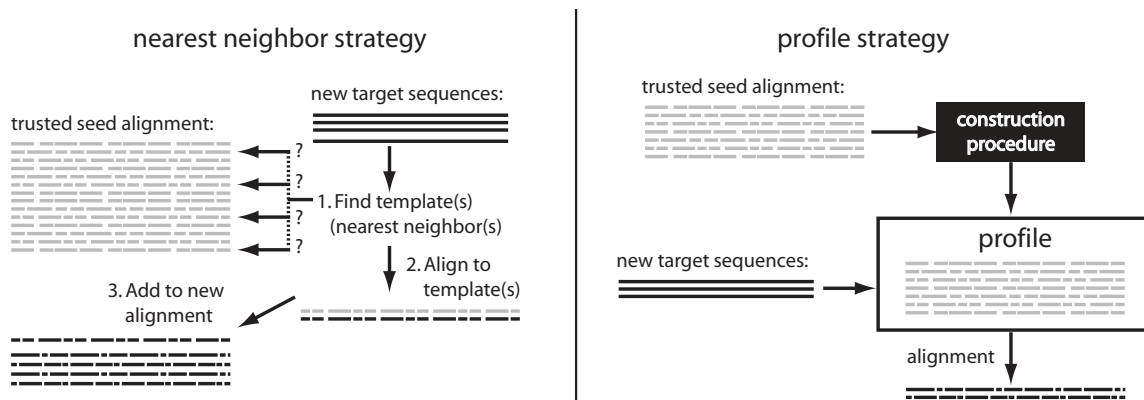 nearest neighbor strategy
new target sequences:
trusted seed alignment:
?
?
?
?
1. Find template(s)
(nearest neighbor(s)
2. Align to
template(s)
3. Add to new
alignment
profile strategy
trusted seed alignment:
construction
procedure
profile
new target sequences:
alignment